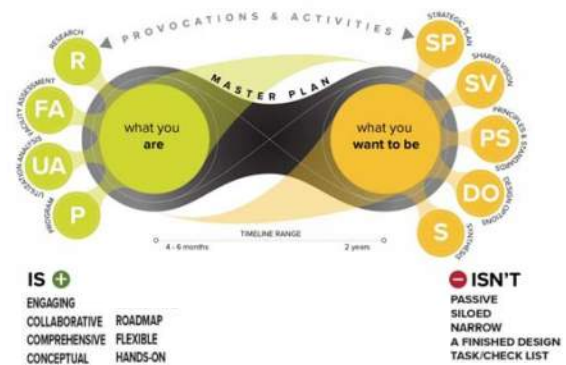 PROVOCATIONS & ACTIVITIES
RESEARCH
R
FACILITY ASSESSMENT
FA
UTILIZATION ANALYSIS
UA
PROGRAM
P
MASTER PLAN
what you
are
what you
want to be
STRATEGIC PLAN
SP
SHARED VISION
SV
PRINCIPLES & STANDARDS
PS
DESIGN OPTIONS
DO
SYNTHESIS
S
TIMELINE RANGE
4 - 6 months
2 years
IS +
ENGAGING
COLLABORATIVE ROADMAP
COMPREHENSIVE FLEXIBLE
CONCEPTUAL HANDS-ON
ISN'T
PASSIVE
SILOED
NARROW
A FINISHED DESIGN
TASK/CHECK LIST